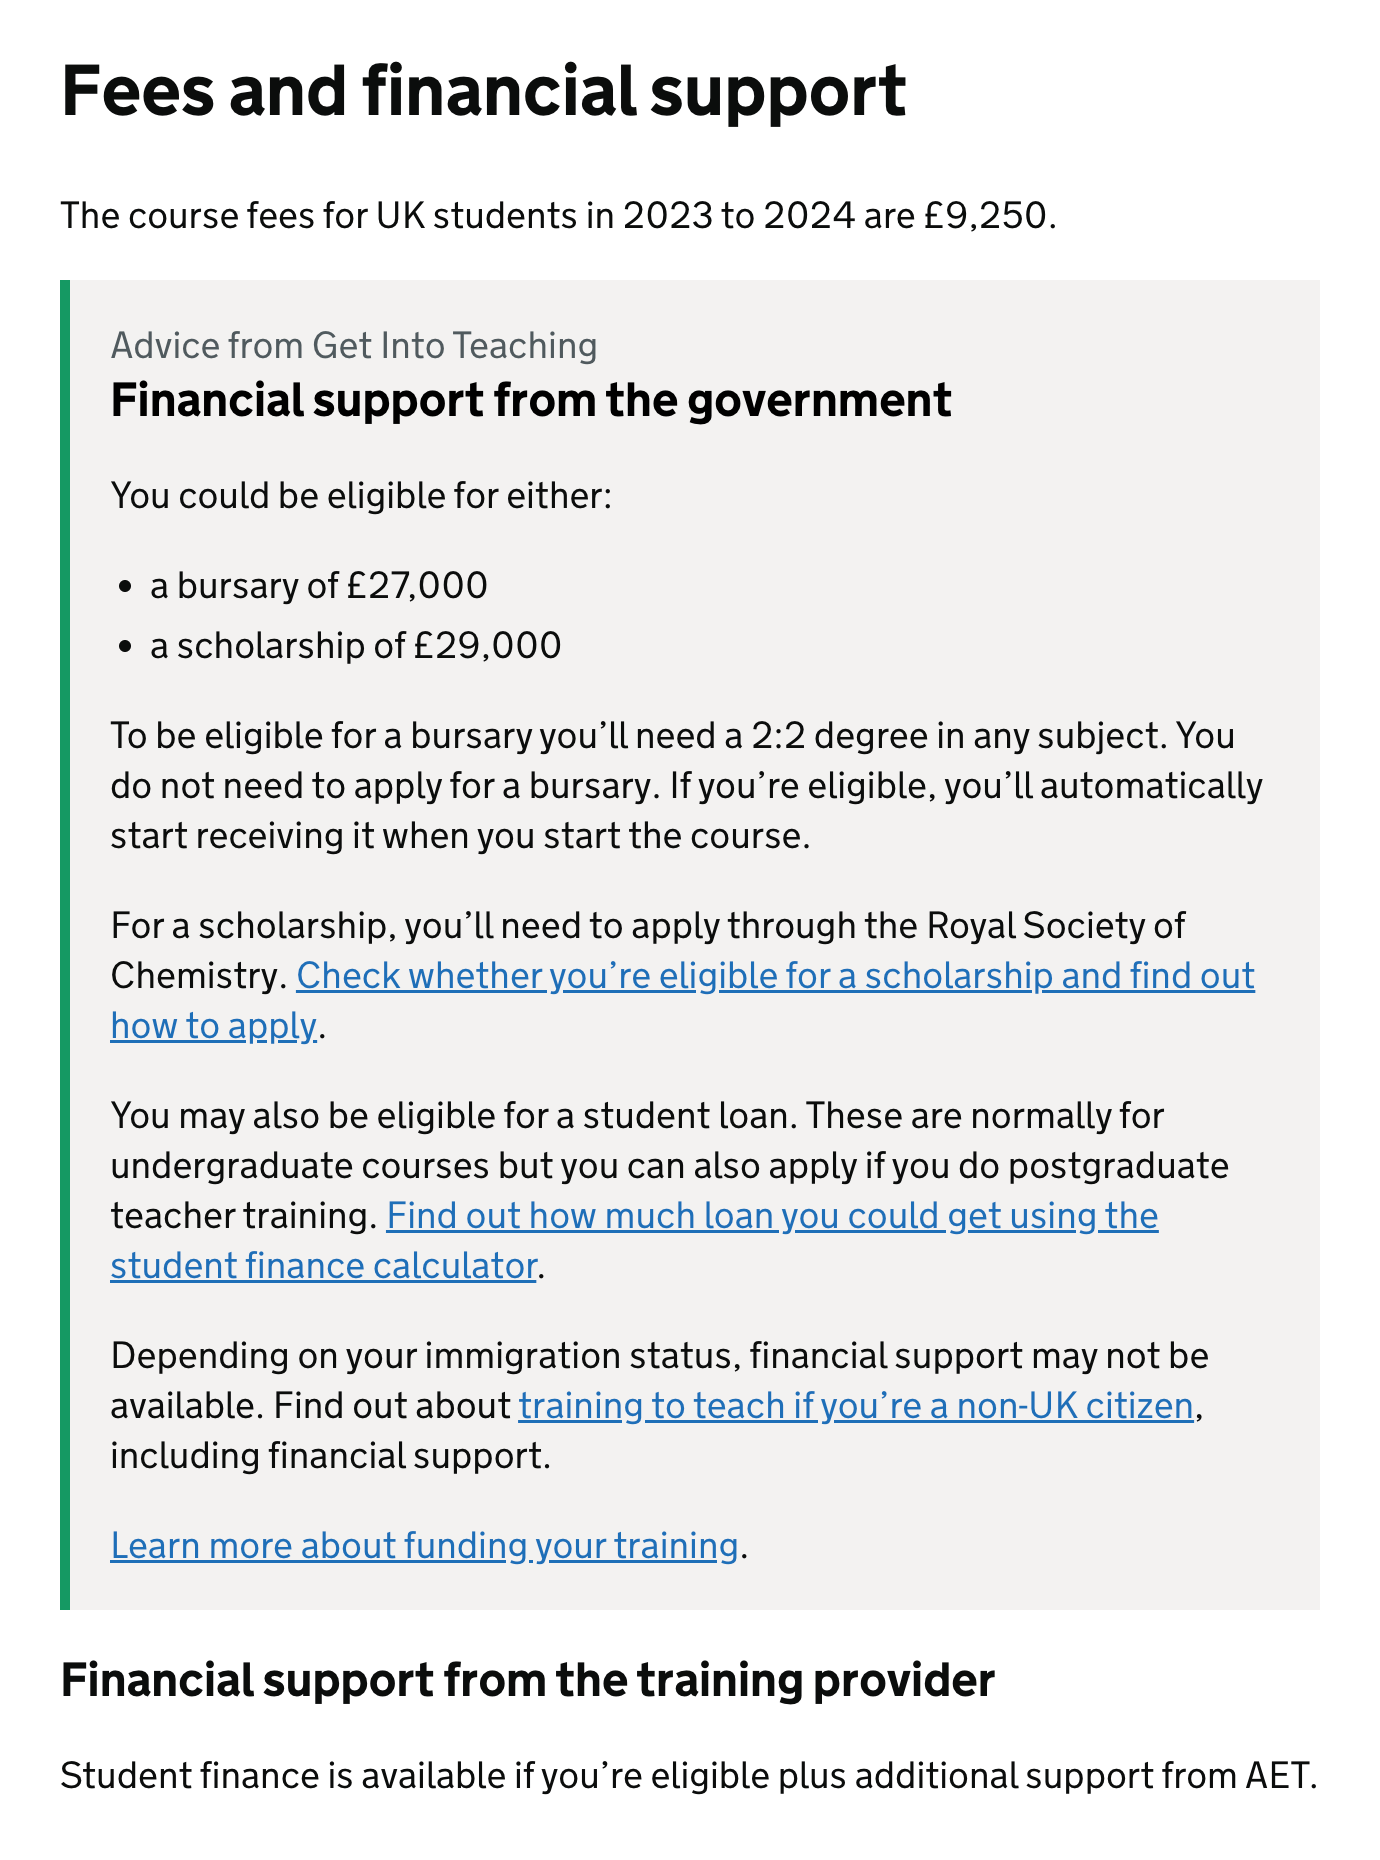 Fees and financial support
The course fees for UK students in 2023 to 2024 are £9,250.
Advice from Get Into Teaching
Financial support from the government
You could be eligible for either:
• a bursary of £27,000
• a scholarship of £29,000
To be eligible for a bursary you’ll need a 2:2 degree in any subject. You
do not need to apply for a bursary. If you’re eligible, you’ll automatically
start receiving it when you start the course.
For a scholarship, you’ll need to apply through the Royal Society of
Chemistry. Check whether you’re eligible for a scholarship and find out
how to apply.
You may also be eligible for a student loan. These are normally for
undergraduate courses but you can also apply if you do postgraduate
teacher training. Find out how much loan you could get using the
student finance calculator.
Depending on your immigration status, financial support may not be
available. Find out about training to teach if you’re a non-UK citizen,
including financial support.
Learn more about funding your training.
Financial support from the training provider
Student finance is available if you’re eligible plus additional support from AET.